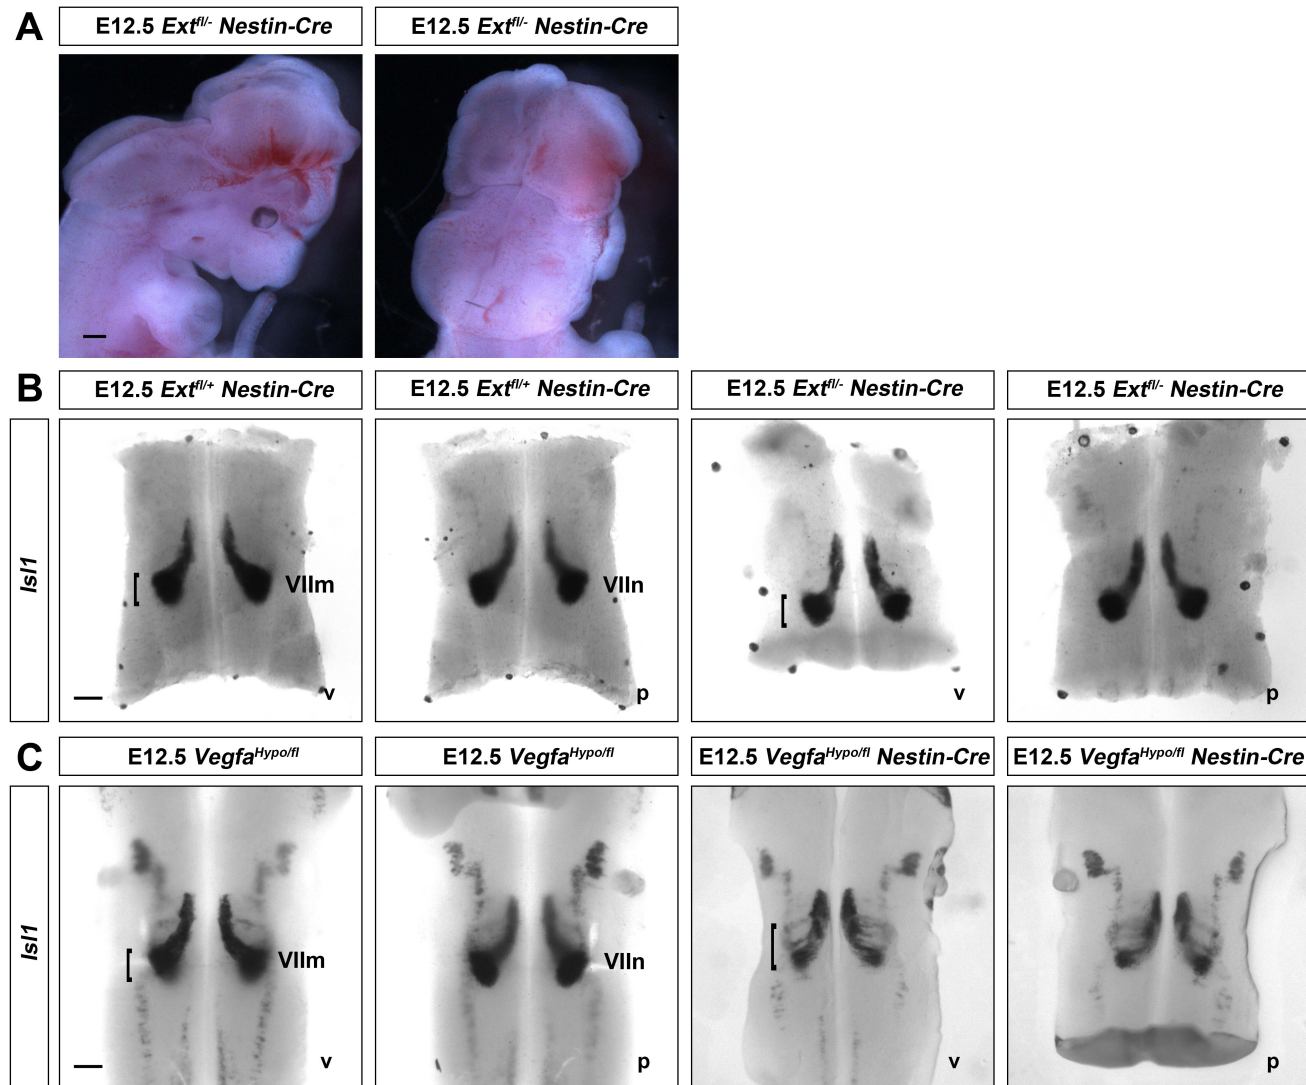 A
E12.5 Extfl/- Nestin-Cre
E12.5 Extfl/- Nestin-Cre
B
E12.5 Extfl/+ Nestin-Cre
E12.5 Extfl/+ Nestin-Cre
E12.5 Extfl/- Nestin-Cre
E12.5 Extfl/- Nestin-Cre
Isl1
VIIm
VIIn
v
p
v
p
C
E12.5 VegfaHypo/fl
E12.5 VegfaHypo/fl
E12.5 VegfaHypo/fl Nestin-Cre
E12.5 VegfaHypo/fl Nestin-Cre
Isl1
VIIm
VIIn
v
p
v
p